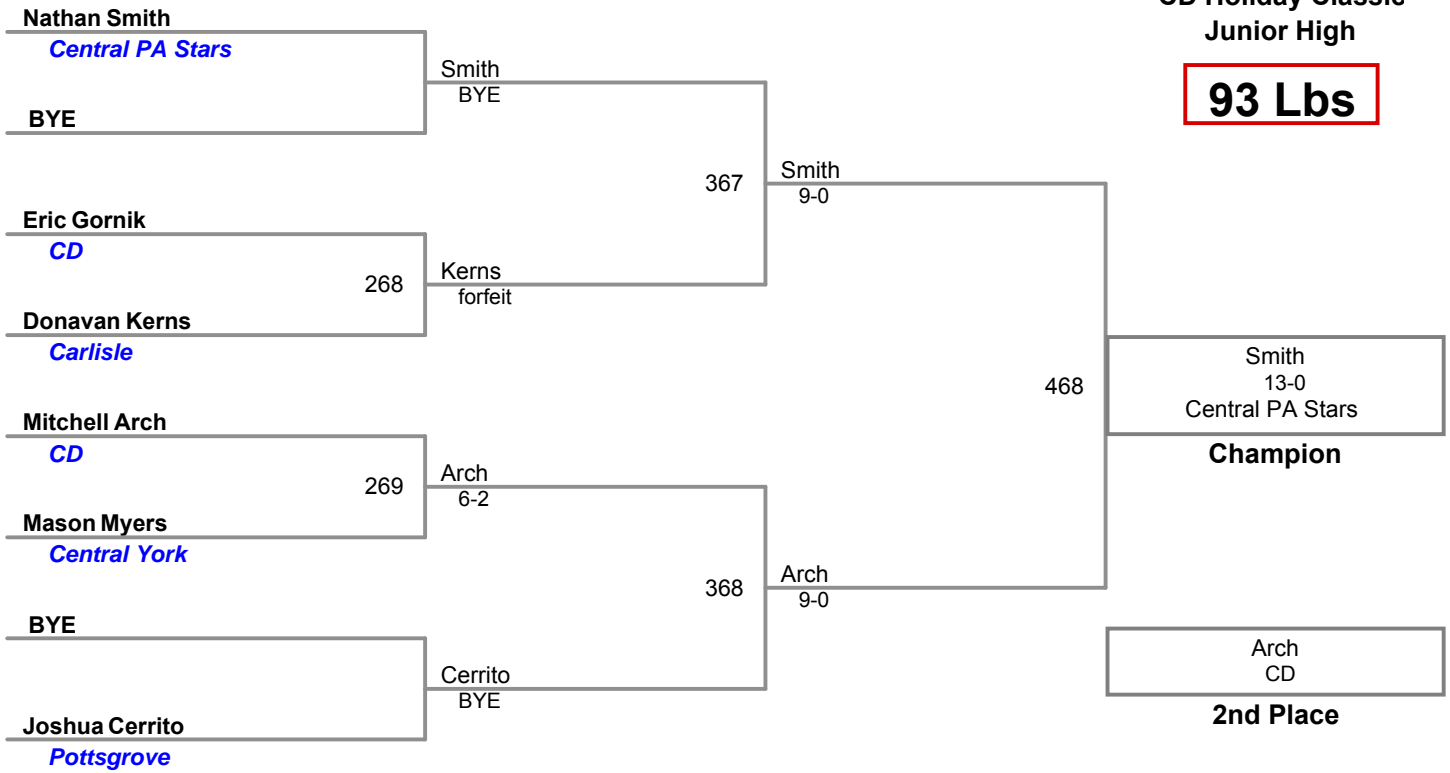 CD Holiday Classic
Junior High
93 Lbs
Nathan Smith
Central PA Stars
BYE
Smith
BYE
Eric Gornik
CD
268
Donavan Kerns
Carlisle
Kerns
forfeit
367
Smith
9-0
Mitchell Arch
CD
269
Mason Myers
Central York
Arch
6-2
BYE
Joshua Cerrito
Pottsgrove
Cerrito
BYE
368
Arch
9-0
468
Smith
13-0
Central PA Stars
Champion
Arch
CD
2nd Place